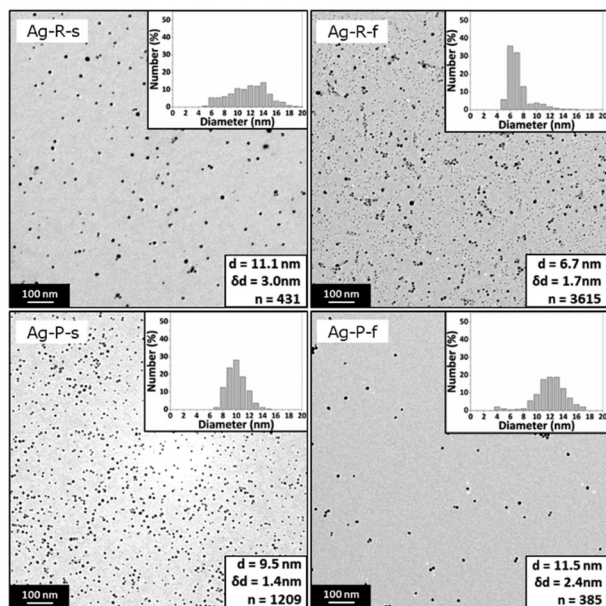 Ag-R-s
Number (%)
50
40
30
20
10
0
0 2 4 6 8 10 12 14 16 18 20
Diameter (nm)
d = 11.1 nm
δd = 3.0nm
n = 431
100 nm
Ag-R-f
Number (%)
50
40
30
20
10
0
0 2 4 6 8 10 12 14 16 18 20
Diameter (nm)
d = 6.7 nm
δd = 1.7nm
n = 3615
100 nm
Ag-P-s
Number (%)
50
40
30
20
10
0
0 2 4 6 8 10 12 14 16 18 20
Diameter (nm)
d = 9.5 nm
δd = 1.4nm
n = 1209
100 nm
Ag-P-f
Number (%)
50
40
30
20
10
0
0 2 4 6 8 10 12 14 16 18 20
Diameter (nm)
d = 11.5 nm
δd = 2.4nm
n = 385
100 nm